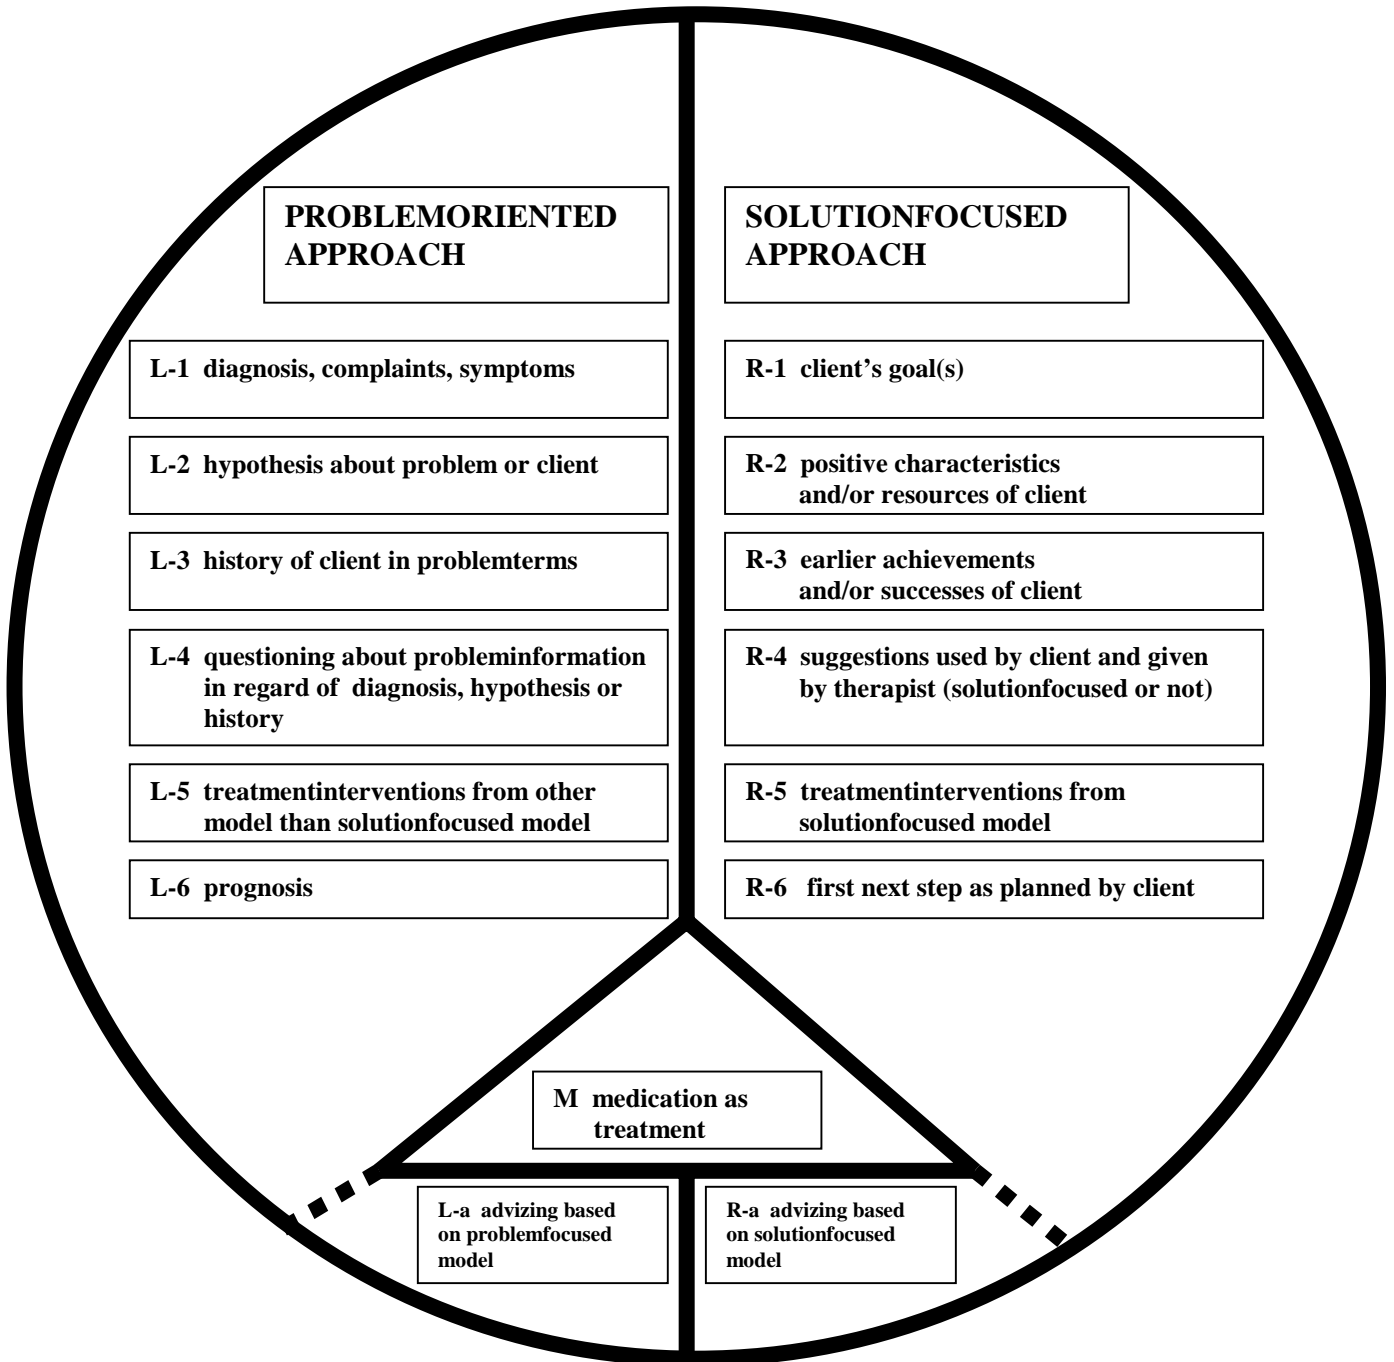 PROBLEMORIENTED
APPROACH
L-1 diagnosis, complaints, symptoms
L-2 hypothesis about problem or client
L-3 history of client in problemterms
L-4 questioning about probleminformation
in regard of diagnosis, hypothesis or
history
L-5 treatmentinterventions from other
model than solutionfocused model
L-6 prognosis
SOLUTIONFOCUSED
APPROACH
R-1 client’s goal(s)
R-2 positive characteristics
and/or resources of client
R-3 earlier achievements
and/or successes of client
R-4 suggestions used by client and given
by therapist (solutionfocused or not)
R-5 treatmentinterventions from
solutionfocused model
R-6 first next step as planned by client
M medication as
treatment
L-a advizing based
on problemfocused
model
R-a advizing based
on solutionfocused
model